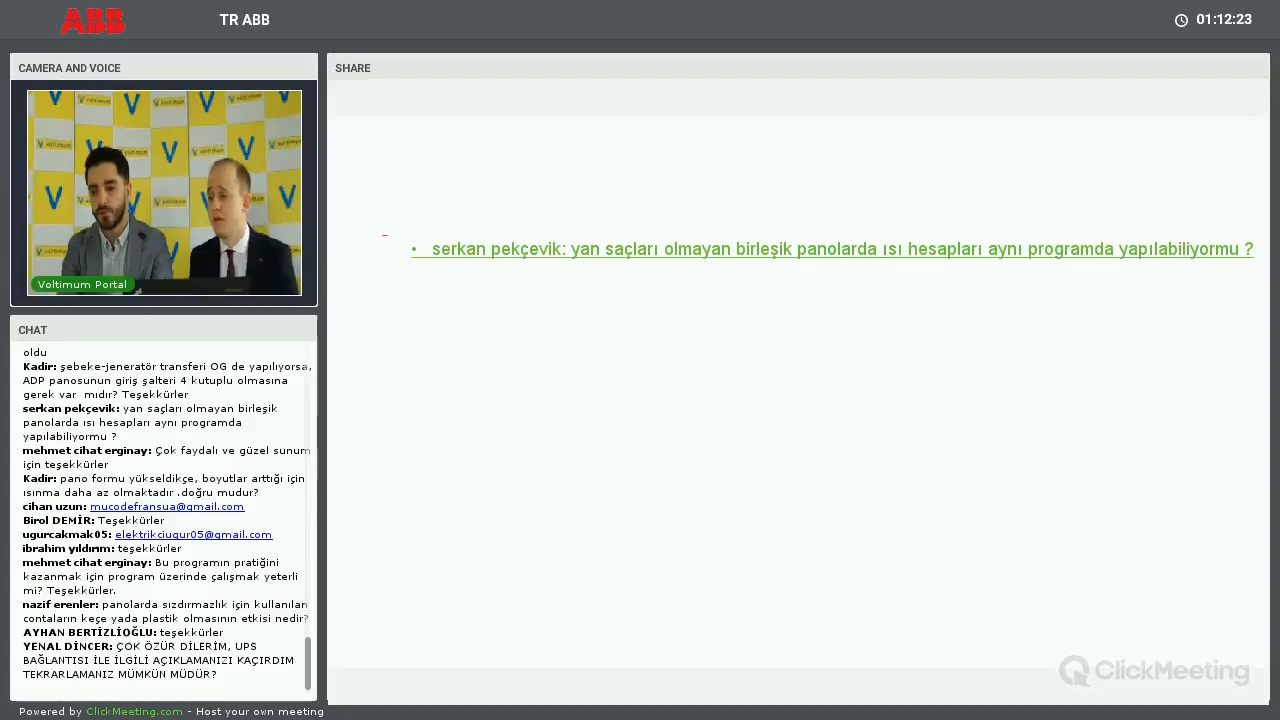 ABB
TR ABB
01:12:23
CAMERA AND VOICE
SHARE
voltimum
Voltimum Portal
• serkan pekçevik: yan saçları olmayan birleşik panolarda ısı hesapları aynı programda yapılabiliyormu ?
CHAT
oldu
Kadir: şebeke-jeneratör transferi OG de yapılıyorsa,
ADP panosunun giriş şalteri 4 kutuplu olmasına
gerek var mıdır? Teşekkürler
serkan pekçevik: yan saçları olmayan birleşik
panolarda ısı hesapları aynı programda
yapılabiliyormu ?
mehmet cihat erginay: Çok faydalı ve güzel sunum
için teşekkürler
Kadir: pano formu yükseldikçe, boyutlar arttığı için
ısınma daha az olmaktadır .doğru mudur?
cihan uzun: mucodefransua@gmail.com
Birol DEMİR: Teşekkürler
ugurcakmak05: elektrikciugur05@gmail.com
ibrahim yıldırım: teşekkürler
mehmet cihat erginay: Bu programın pratiğini
kazanmak için program üzerinde çalışmak yeterli
mi? Teşekkürler.
nazif erenler: panolarda sızdırmazlık için kullanılan
contaların keçe yada plastik olmasının etkisi nedir?
AYHAN BERTİZLİOĞLU: teşekkürler
YENAL DİNCER: ÇOK ÖZÜR DİLERİM, UPS
BAĞLANTISI İLE İLGİLİ AÇIKLAMANIZI KAÇIRDIM
TEKRARLAMANIZ MÜMKÜN MÜDÜR?
ClickMeeting
Powered by ClickMeeting.com - Host your own meeting